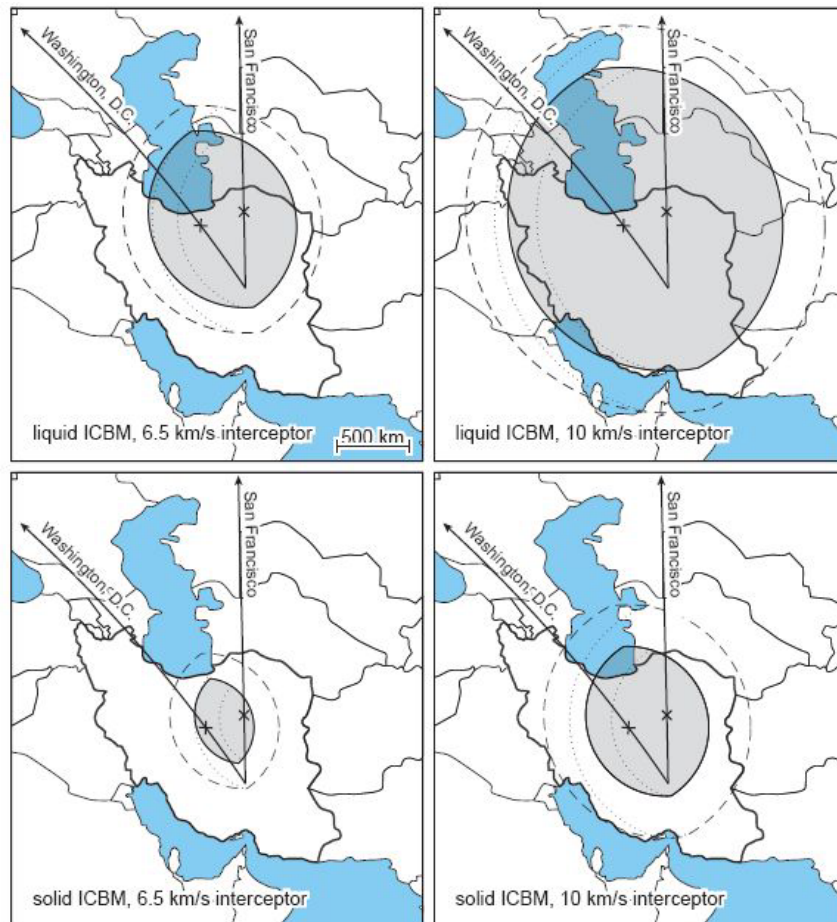 Washington, D.C.
San Francisco
liquid ICBM, 6.5 km/s interceptor
500 km
Washington, D.C.
San Francisco
liquid ICBM, 10 km/s interceptor
Washington, D.C.
San Francisco
solid ICBM, 6.5 km/s interceptor
Washington, D.C.
San Francisco
solid ICBM, 10 km/s interceptor